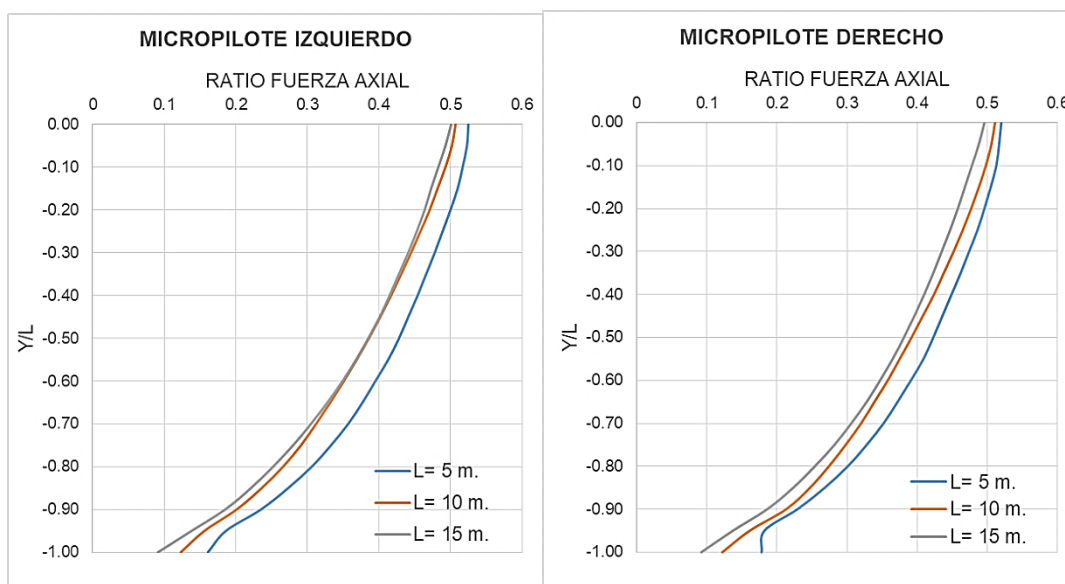 MICROPILOTE IZQUIERDO
RATIO FUERZA AXIAL
0 0.1 0.2 0.3 0.4 0.5 0.6
0.00
-0.10
-0.20
-0.30
-0.40
-0.50
-0.60
-0.70
-0.80
-0.90
-1.00
Y/L
L= 5 m.
L= 10 m.
L= 15 m.
MICROPILOTE DERECHO
RATIO FUERZA AXIAL
0 0.1 0.2 0.3 0.4 0.5 0.6
0.00
-0.10
-0.20
-0.30
-0.40
-0.50
-0.60
-0.70
-0.80
-0.90
-1.00
Y/L
L= 5 m.
L= 10 m.
L= 15 m.